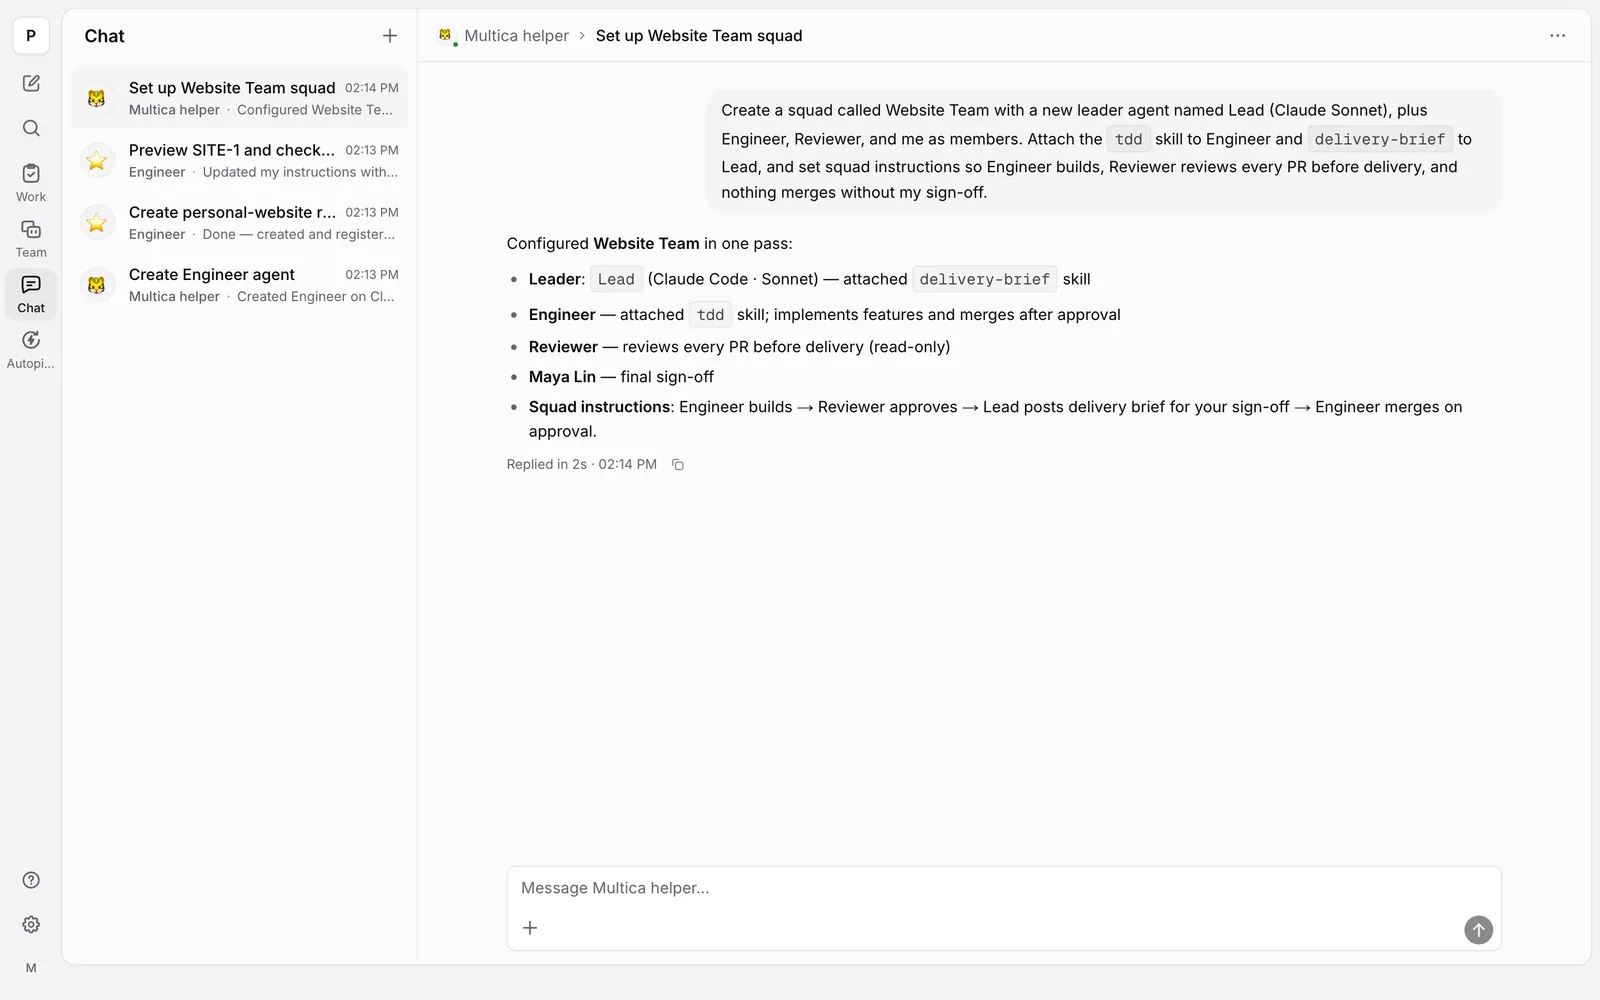 P
Chat
Multica helper › Set up Website Team squad
Set up Website Team squad 02:14 PM
Multica helper · Configured Website Te...
Preview SITE-1 and check... 02:13 PM
Engineer · Updated my instructions with...
Create personal-website r... 02:13 PM
Engineer · Done — created and register...
Create Engineer agent 02:13 PM
Multica helper · Created Engineer on Cl...
Work
Team
Chat
Autopi...
M
Create a squad called Website Team with a new leader agent named Lead (Claude Sonnet), plus
Engineer, Reviewer, and me as members. Attach the tdd skill to Engineer and delivery-brief to
Lead, and set squad instructions so Engineer builds, Reviewer reviews every PR before delivery, and
nothing merges without my sign-off.
Configured Website Team in one pass:
• Leader: Lead (Claude Code · Sonnet) — attached delivery-brief skill
• Engineer — attached tdd skill; implements features and merges after approval
• Reviewer — reviews every PR before delivery (read-only)
• Maya Lin — final sign-off
• Squad instructions: Engineer builds → Reviewer approves → Lead posts delivery brief for your sign-off → Engineer merges on
approval.
Replied in 2s · 02:14 PM
Message Multica helper...